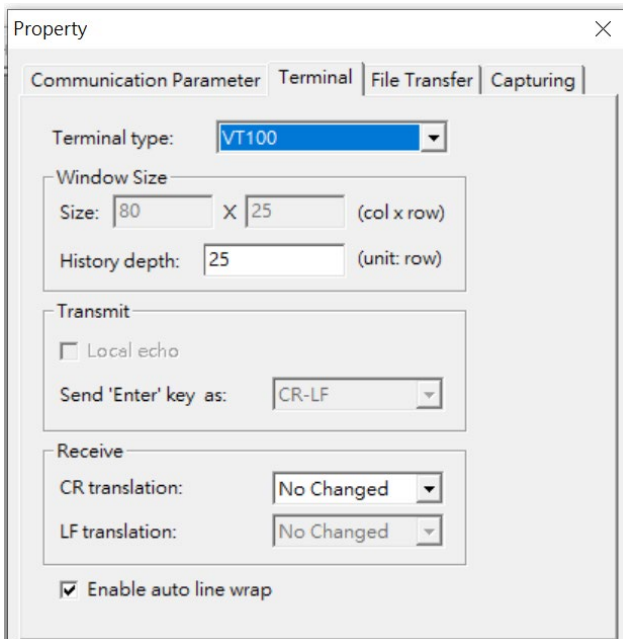 Property
Communication Parameter Terminal File Transfer Capturing
Terminal type: VT100
Window Size
Size: 80 X 25 (col x row)
History depth: 25 (unit: row)
Transmit
Local echo
Send 'Enter' key as: CR-LF
Receive
CR translation: No Changed
LF translation: No Changed
Enable auto line wrap